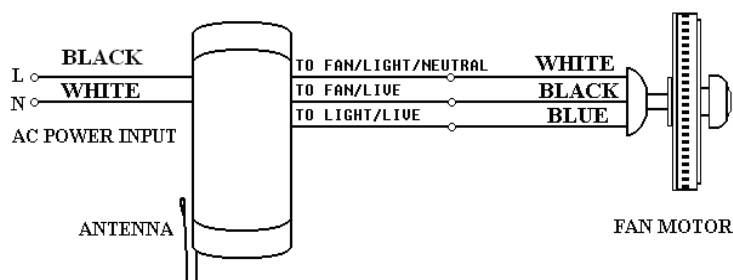 BLACK
TO FAN/LIGHT/NEUTRAL
WHITE
L
WHITE
TO FAN/LIVE
BLACK
N
TO LIGHT/LIVE
BLUE
AC POWER INPUT
ANTENNA
FAN MOTOR